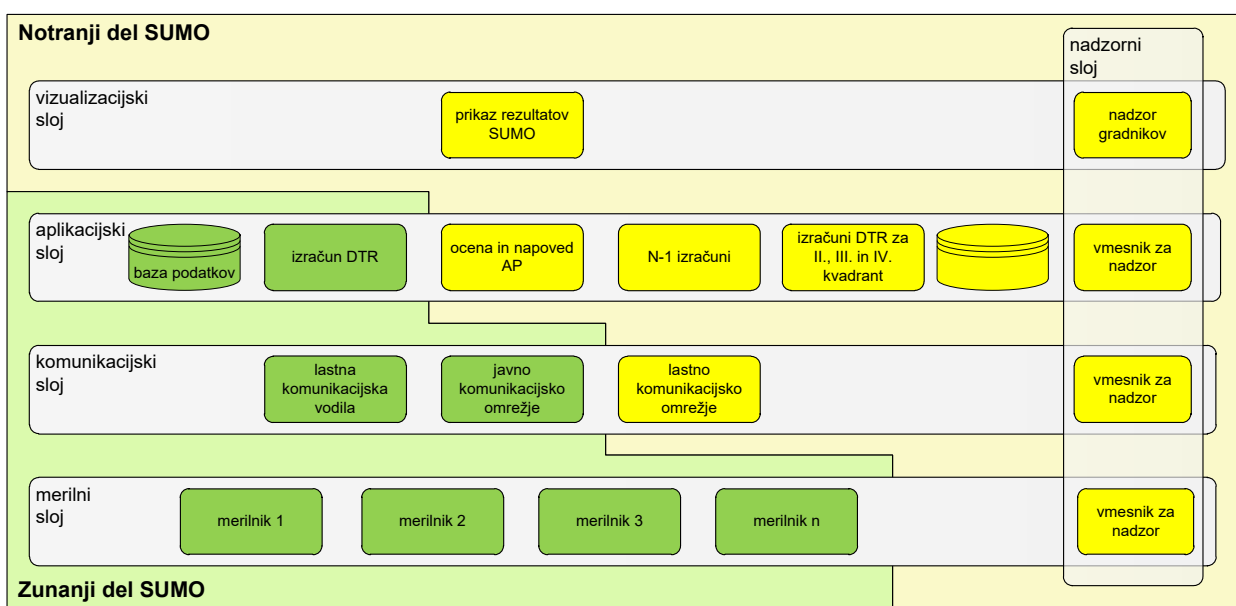 Notranji del SUMO
nadzorni
sloj
vizualizacijski
sloj
prikaz rezultatov
SUMO
nadzor
gradnikov
aplikacijski
sloj
baza podatkov
izračun DTR
ocena in napoved
AP
N-1 izračuni
izračuni DTR za
II., III. in IV.
kvadrant
vmesnik za
nadzor
komunikacijski
sloj
lastna
komunikacijska
vodila
javno
komunikacijsko
omrežje
lastno
komunikacijsko
omrežje
vmesnik za
nadzor
merilni
sloj
merilnik 1
merilnik 2
merilnik 3
merilnik n
vmesnik za
nadzor
Zunanji del SUMO